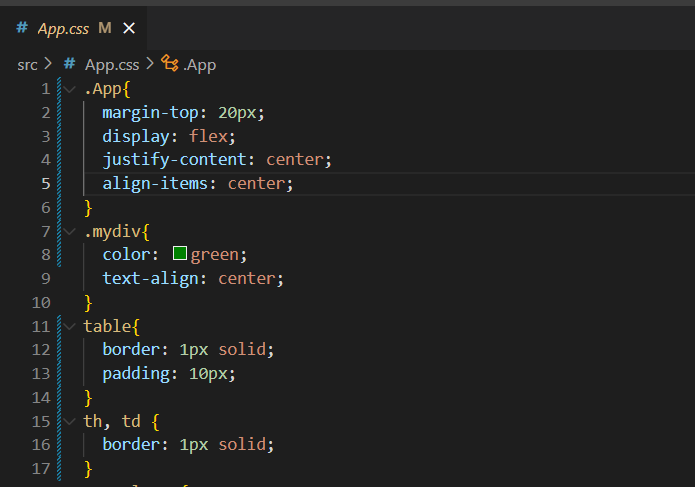 # App.css M ×
src > # App.css > .App
1 .App{
2 margin-top: 20px;
3 display: flex;
4 justify-content: center;
5 align-items: center;
6 }
7 .mydiv{
8 color: green;
9 text-align: center;
10 }
11 table{
12 border: 1px solid;
13 padding: 10px;
14 }
15 th, td {
16 border: 1px solid;
17 }